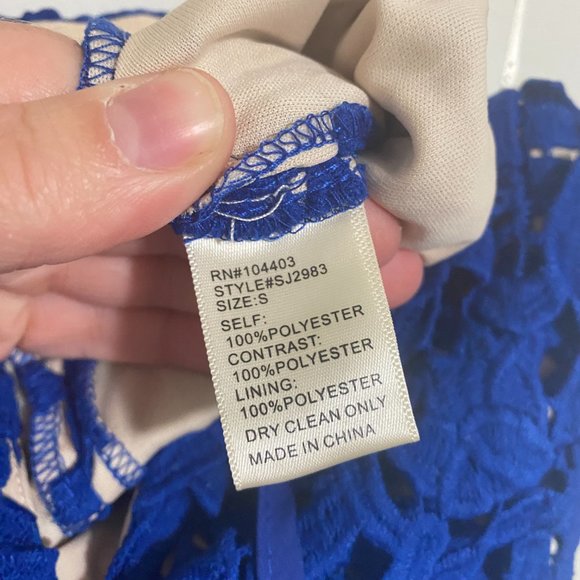 RN#104403
STYLE#SJ2983
SIZE:S
SELF:
100%POLYESTER
CONTRAST:
100%POLYESTER
LINING:
100%POLYESTER
DRY CLEAN ONLY
MADE IN CHINA